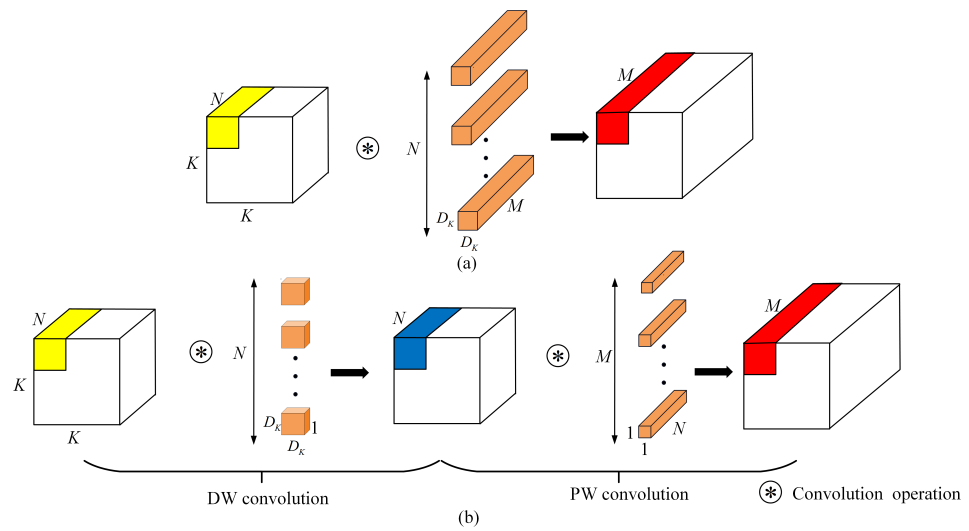 N
K
K
N
D_K
D_K
M
M
(a)
N
K
K
N
D_K
D_K
1
N
M
1
1
N
M
DW convolution
PW convolution
Convolution operation
(b)